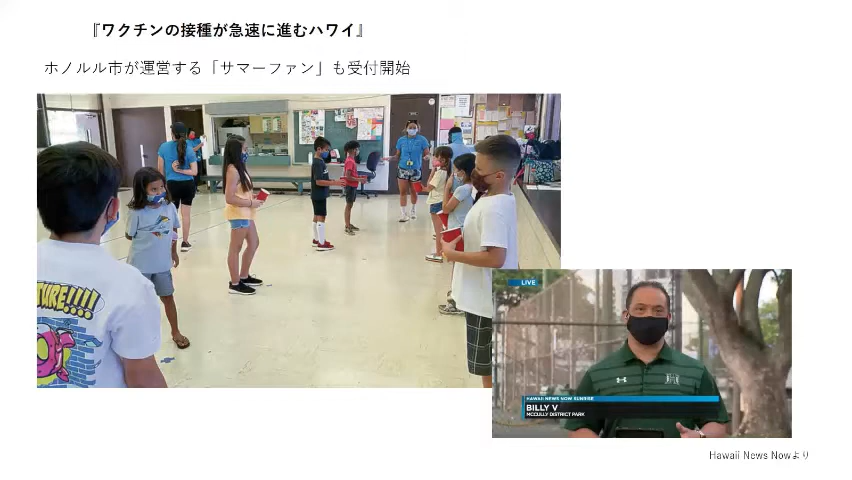 『ワクチンの接種が急速に進むハワイ』
ホノルル市が運営する「サマーファン」も受付開始
TURE!!!!
LIVE
HAWAII NEWS NOW SUNRISE
BILLY V
MCCULLY DISTRICT PARK
Hawaii News Nowより